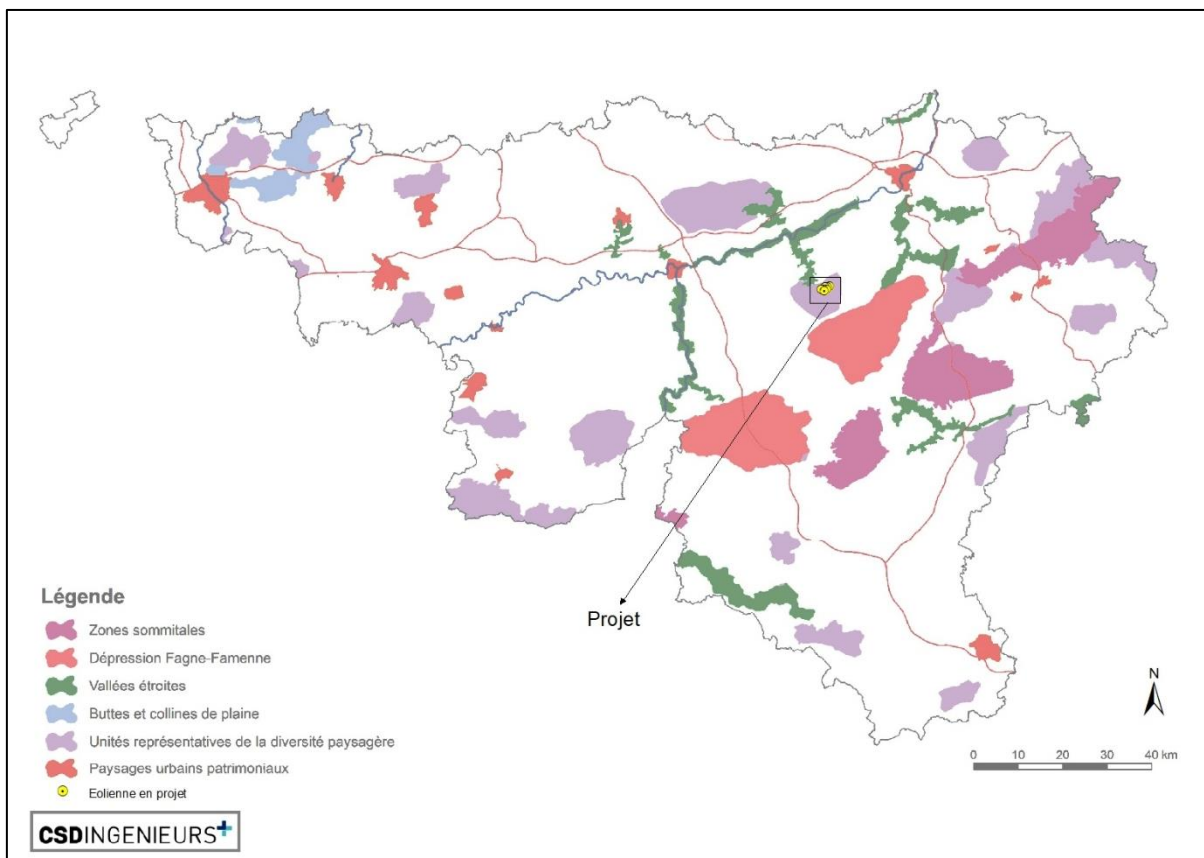 Projet
Légende
Zones sommitales
Dépression Fagne-Famenne
Vallées étroites
Buttes et collines de plaine
Unités représentatives de la diversité paysagère
Paysages urbains patrimoniaux
Eolienne en projet
N
0 10 20 30 40 km
CSDINGENIEURS+